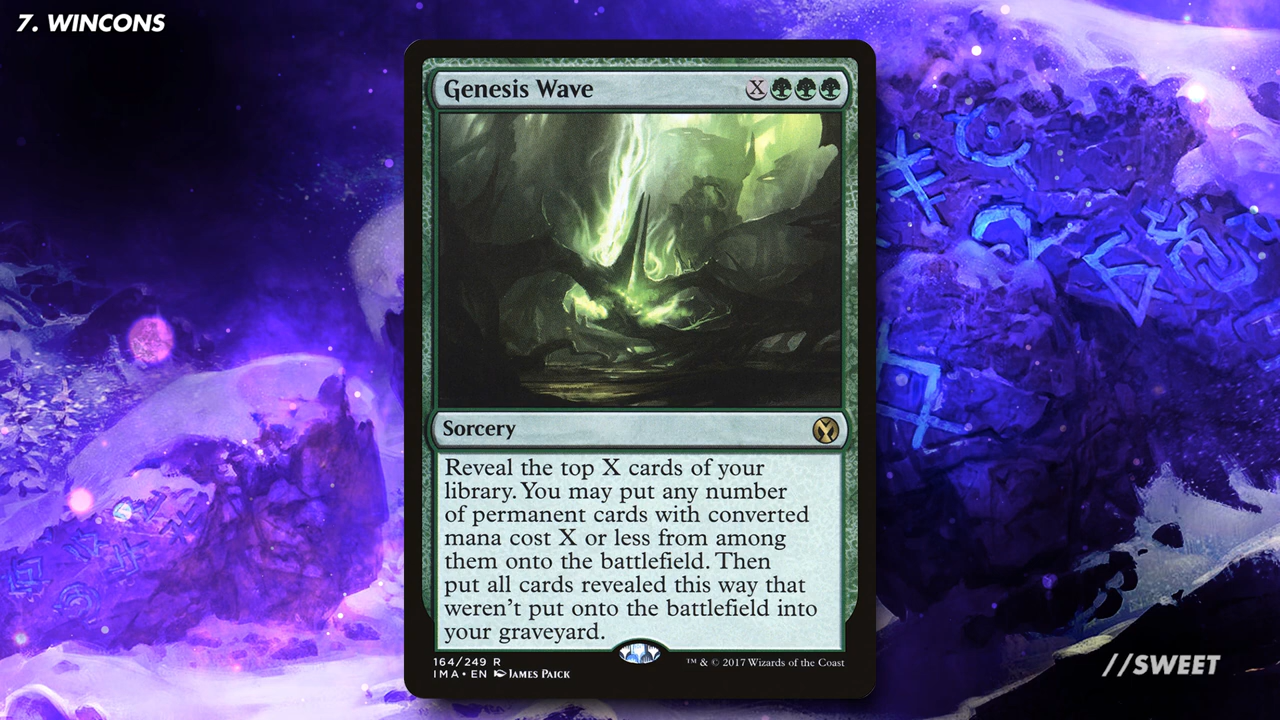 7. WINCONS
Genesis Wave
X
Sorcery
Reveal the top X cards of your
library. You may put any number
of permanent cards with converted
mana cost X or less from among
them onto the battlefield. Then
put all cards revealed this way that
weren't put onto the battlefield into
your graveyard.
164/249 R
IMA • EN JAMES PAICK
™ & © 2017 Wizards of the Coast
//SWEET